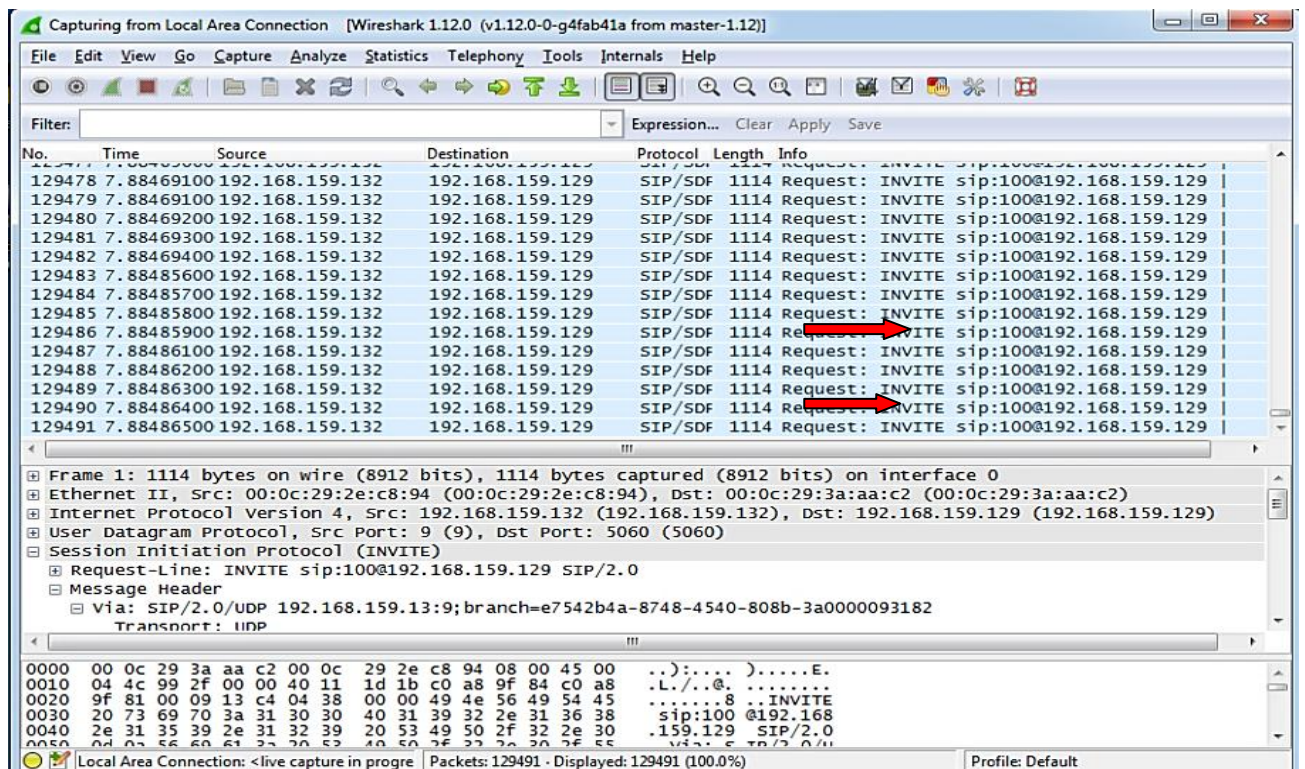 Capturing from Local Area Connection [Wireshark 1.12.0 (v1.12.0-0-g4fab41a from master-1.12)]
File Edit View Go Capture Analyze Statistics Telephony Tools Internals Help
Filter: Expression... Clear Apply Save
No. Time Source Destination Protocol Length Info
129478 7.88469100 192.168.159.132 192.168.159.129 SIP/SDF 1114 Request: INVITE sip:100@192.168.159.129 |
129479 7.88469100 192.168.159.132 192.168.159.129 SIP/SDF 1114 Request: INVITE sip:100@192.168.159.129 |
129480 7.88469200 192.168.159.132 192.168.159.129 SIP/SDF 1114 Request: INVITE sip:100@192.168.159.129 |
129481 7.88469300 192.168.159.132 192.168.159.129 SIP/SDF 1114 Request: INVITE sip:100@192.168.159.129 |
129482 7.88469400 192.168.159.132 192.168.159.129 SIP/SDF 1114 Request: INVITE sip:100@192.168.159.129 |
129483 7.88485600 192.168.159.132 192.168.159.129 SIP/SDF 1114 Request: INVITE sip:100@192.168.159.129 |
129484 7.88485700 192.168.159.132 192.168.159.129 SIP/SDF 1114 Request: INVITE sip:100@192.168.159.129 |
129485 7.88485800 192.168.159.132 192.168.159.129 SIP/SDF 1114 Request: INVITE sip:100@192.168.159.129 |
129486 7.88485900 192.168.159.132 192.168.159.129 SIP/SDF 1114 sip:100@192.168.159.129 |
129487 7.88486100 192.168.159.132 192.168.159.129 SIP/SDF 1114 Request: INVITE sip:100@192.168.159.129 |
129488 7.88486200 192.168.159.132 192.168.159.129 SIP/SDF 1114 Request: INVITE sip:100@192.168.159.129 |
129489 7.88486300 192.168.159.132 192.168.159.129 SIP/SDF 1114 Request: INVITE sip:100@192.168.159.129 |
129490 7.88486400 192.168.159.132 192.168.159.129 SIP/SDF 1114 sip:100@192.168.159.129 |
129491 7.88486500 192.168.159.132 192.168.159.129 SIP/SDF 1114 Request: INVITE sip:100@192.168.159.129 |
Frame 1: 1114 bytes on wire (8912 bits), 1114 bytes captured (8912 bits) on interface 0
Ethernet II, Src: 00:0c:29:2e:c8:94 (00:0c:29:2e:c8:94), Dst: 00:0c:29:3a:aa:c2 (00:0c:29:3a:aa:c2)
Internet Protocol Version 4, Src: 192.168.159.132 (192.168.159.132), Dst: 192.168.159.129 (192.168.159.129)
User Datagram Protocol, Src Port: 9 (9), Dst Port: 5060 (5060)
Session Initiation Protocol (INVITE)
Request-Line: INVITE sip:100@192.168.159.129 SIP/2.0
Message Header
Via: SIP/2.0/UDP 192.168.159.13:9;branch=e7542b4a-8748-4540-808b-3a0000093182
Transport: UDP
0000 00 0c 29 3a aa c2 00 0c 29 2e c8 94 08 00 45 00 ..):.... ).....E.
0010 04 4c 99 2f 00 00 40 11 1d 1b c0 a8 9f 84 c0 a8 .L./..@. ........
0020 9f 81 00 09 13 c4 04 38 00 00 49 4e 56 49 54 45 .......8 ..INVITE
0030 20 73 69 70 3a 31 30 30 40 31 39 32 2e 31 36 38 sip:100 @192.168
0040 2e 31 35 39 2e 31 32 39 20 53 49 50 2f 32 2e 30 .159.129 SIP/2.0
Local Area Connection: <live capture in progre Packets: 129491 · Displayed: 129491 (100.0%) Profile: Default